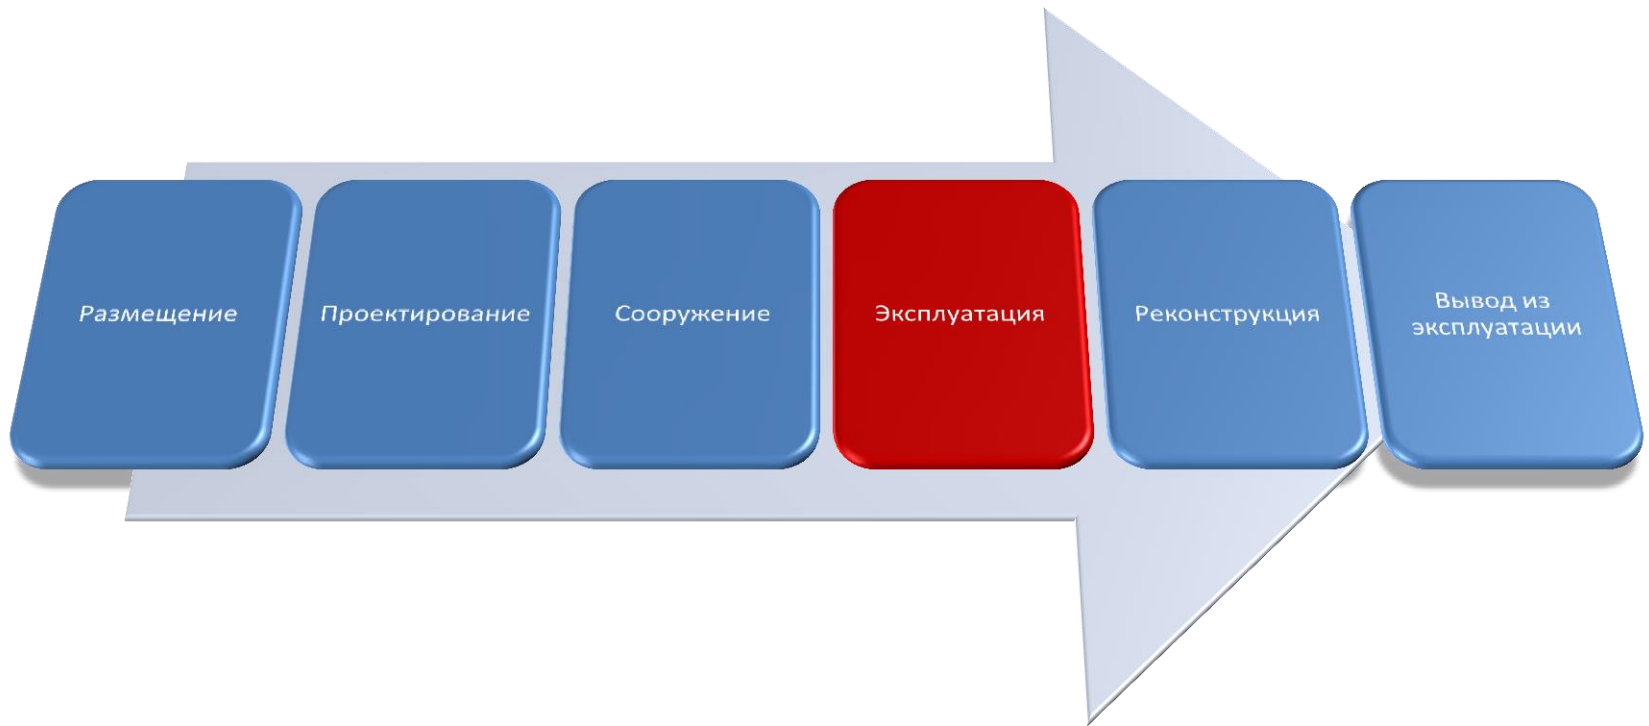 Размещение
Проектирование
Сооружение
Эксплуатация
Реконструкция
Вывод из
эксплуатации